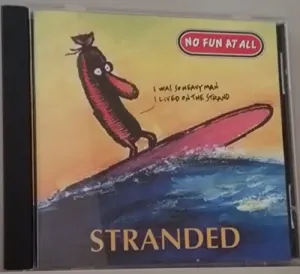 NO FUN AT ALL
I WAS SO HEAVY MAN
I LIVED ON THE STRAND
STRANDED